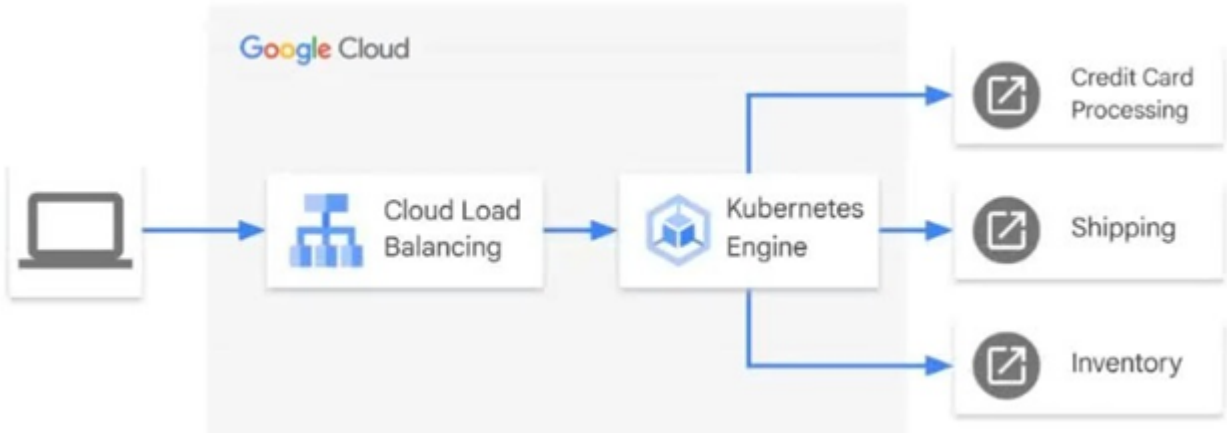 Google Cloud
Cloud Load
Balancing
Kubernetes
Engine
Credit Card
Processing
Shipping
Inventory